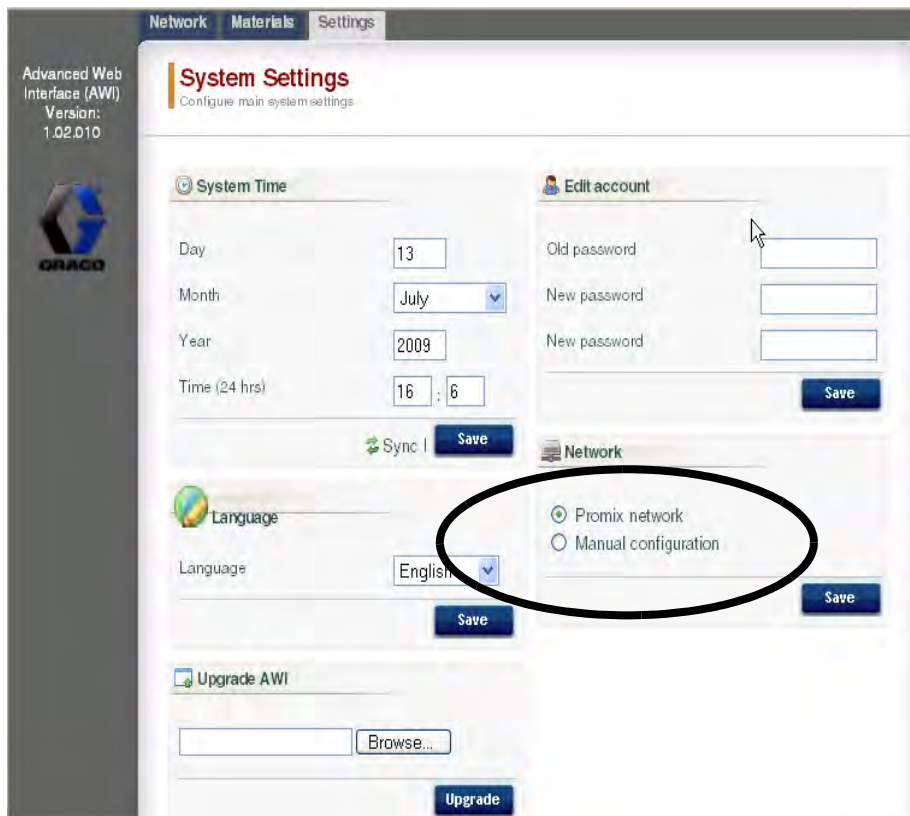 Network Materials Settings
Advanced Web
Interface (AWI)
Version:
1.02.010
GRACO
System Settings
Configure main system settings
System Time
Day 13
Month July
Year 2009
Time (24 hrs) 16 : 6
Sync | Save
Language
Language English
Save
Upgrade AWI
Browse...
Upgrade
Edit account
Old password
New password
New password
Save
Network
Promix network
Manual configuration
Save